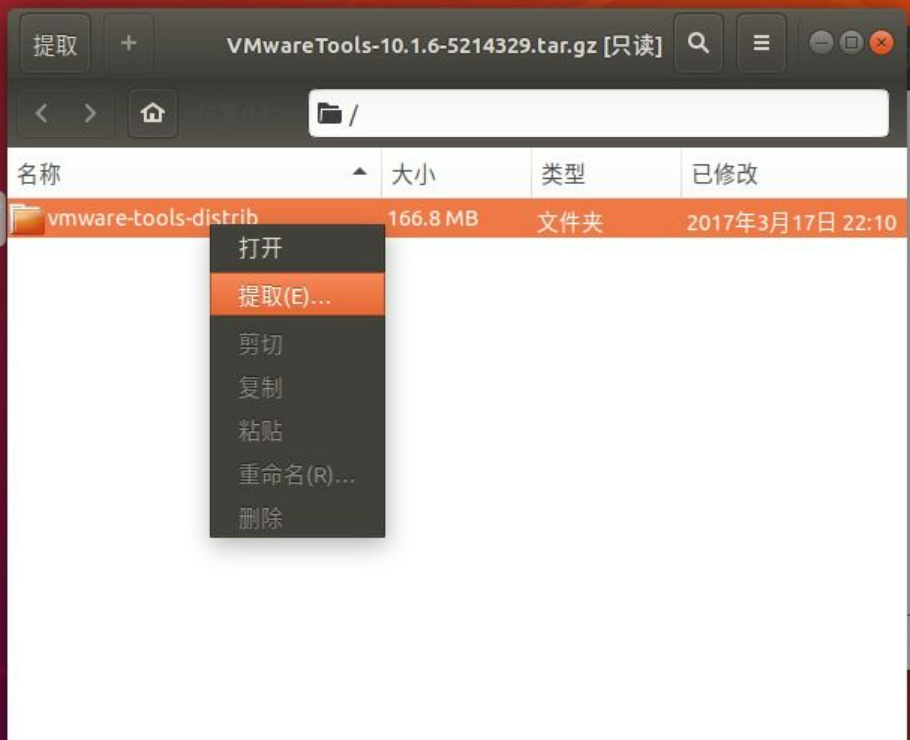 提取
+
VMwareTools-10.1.6-5214329.tar.gz [只读]
/
名称 大小 类型 已修改
vmware-tools-distrib 166.8 MB 文件夹 2017年3月17日 22:10
打开
提取(E)...
剪切
复制
粘贴
重命名(R)...
删除